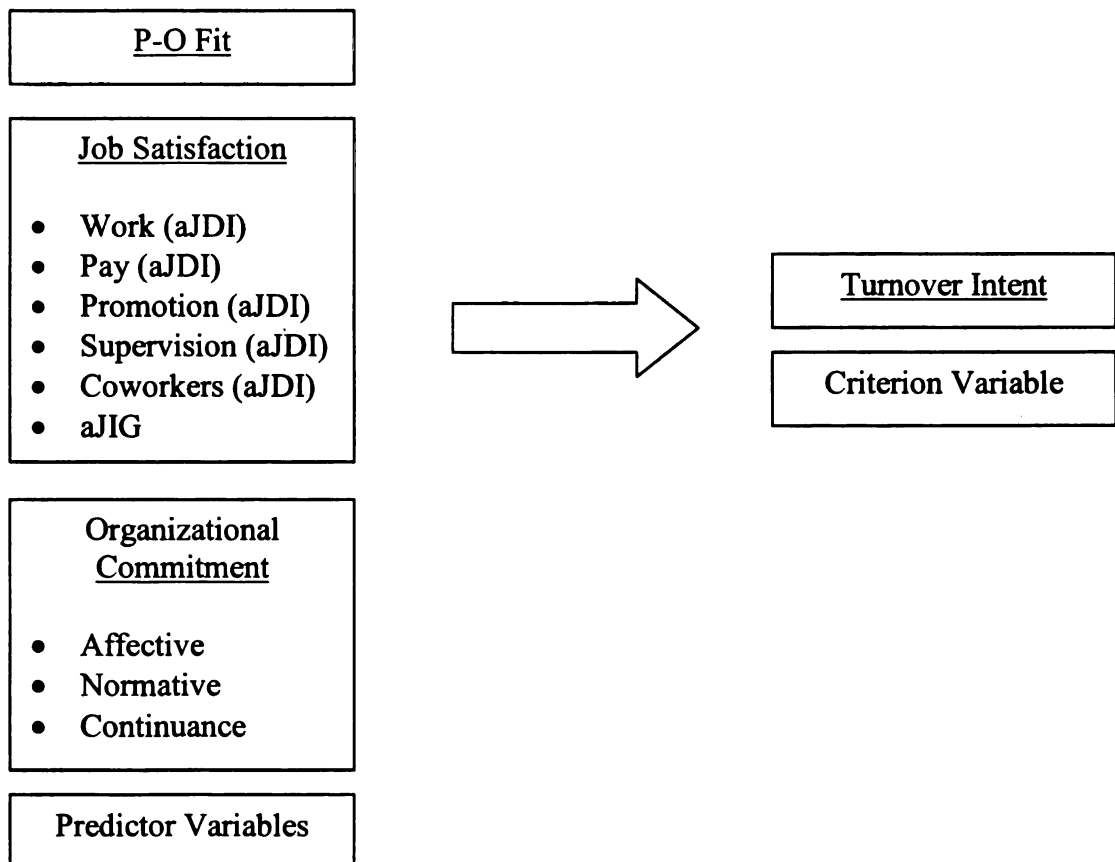 P-O Fit
Job Satisfaction
• Work (aJDI)
• Pay (aJDI)
• Promotion (aJDI)
• Supervision (aJDI)
• Coworkers (aJDI)
• aJIG
Organizational
Commitment
• Affective
• Normative
• Continuance
Predictor Variables
Turnover Intent
Criterion Variable